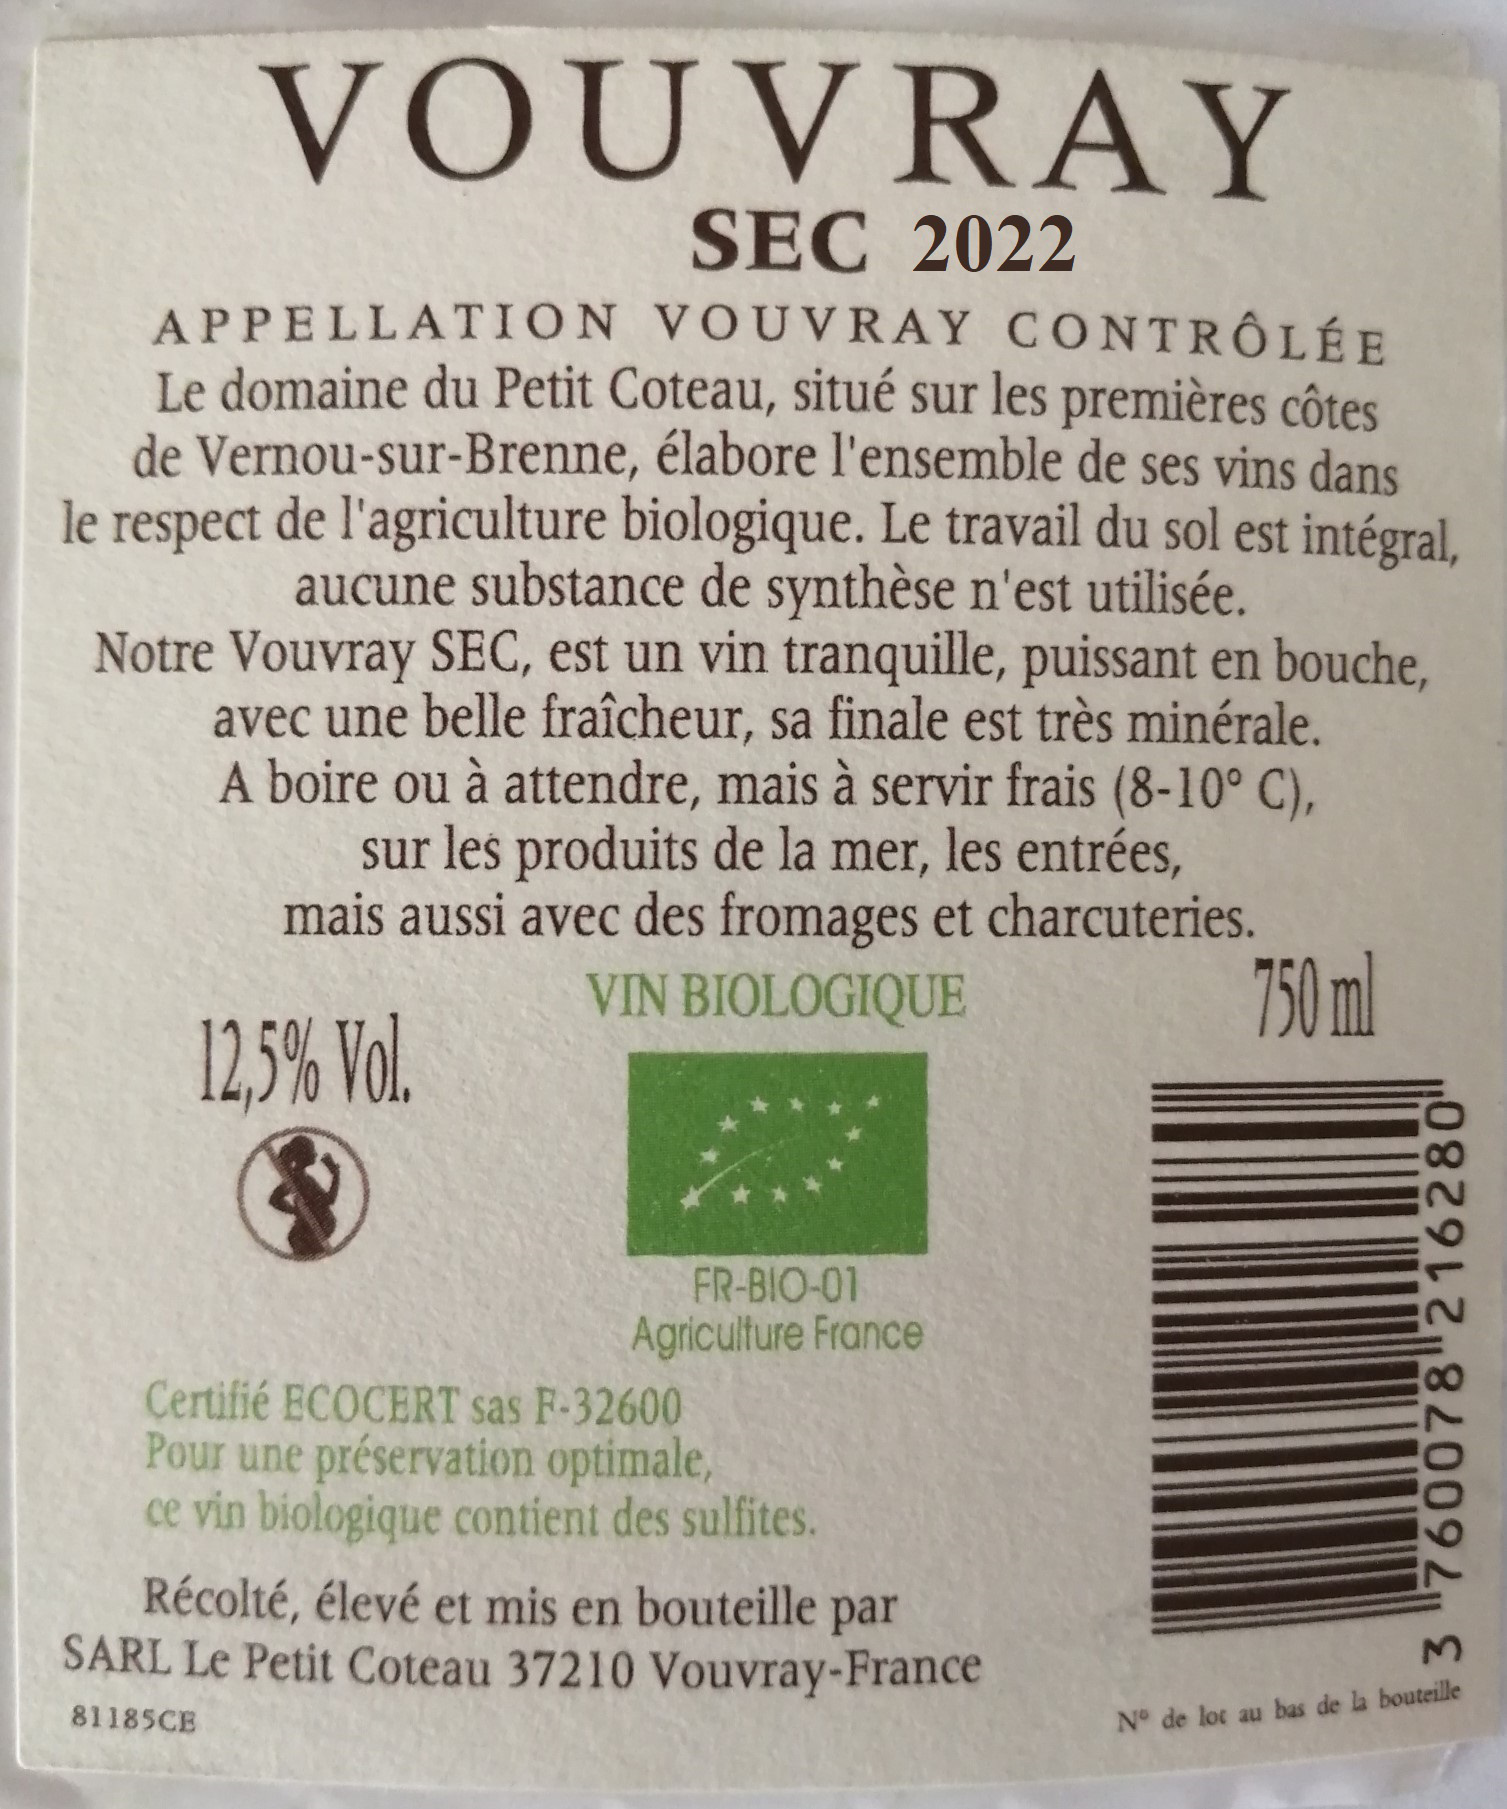 VOUVRAY
SEC 2022
APPELLATION VOUVRAY CONTRÔLÉE
Le domaine du Petit Coteau, situé sur les premières côtes
de Vernou-sur-Brenne, élabore l'ensemble de ses vins dans
le respect de l'agriculture biologique. Le travail du sol est intégral,
aucune substance de synthèse n'est utilisée.
Notre Vouvray SEC, est un vin tranquille, puissant en bouche,
avec une belle fraîcheur, sa finale est très minérale.
A boire ou à attendre, mais à servir frais (8-10° C),
sur les produits de la mer, les entrées,
mais aussi avec des fromages et charcuteries.
VIN BIOLOGIQUE
750 ml
12,5% Vol.
FR-BIO-01
Agriculture France
Certifié ECOCERT sas F-32600
Pour une préservation optimale,
ce vin biologique contient des sulfites.
Récolté, élevé et mis en bouteille par
SARL Le Petit Coteau 37210 Vouvray-France
81185CE
3 760078 216280
N° de lot au bas de la bouteille